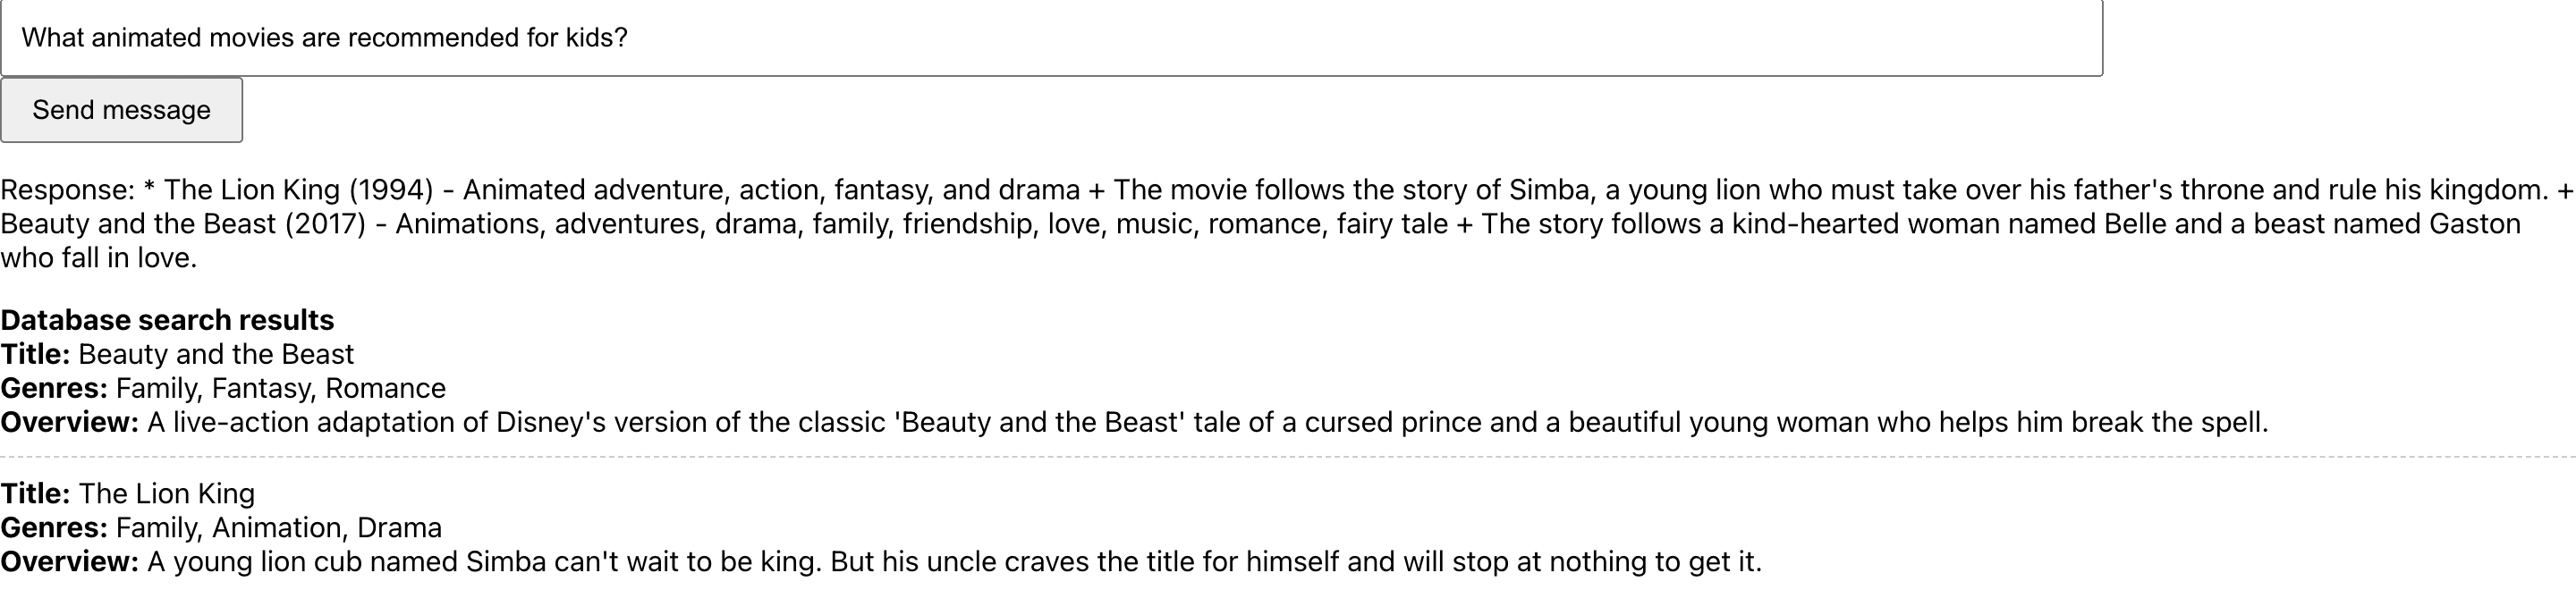 What animated movies are recommended for kids?
Send message
Response: * The Lion King (1994) - Animated adventure, action, fantasy, and drama + The movie follows the story of Simba, a young lion who must take over his father's throne and rule his kingdom. +
Beauty and the Beast (2017) - Animations, adventures, drama, family, friendship, love, music, romance, fairy tale + The story follows a kind-hearted woman named Belle and a beast named Gaston
who fall in love.
Database search results
Title: Beauty and the Beast
Genres: Family, Fantasy, Romance
Overview: A live-action adaptation of Disney's version of the classic 'Beauty and the Beast' tale of a cursed prince and a beautiful young woman who helps him break the spell.
Title: The Lion King
Genres: Family, Animation, Drama
Overview: A young lion cub named Simba can't wait to be king. But his uncle craves the title for himself and will stop at nothing to get it.